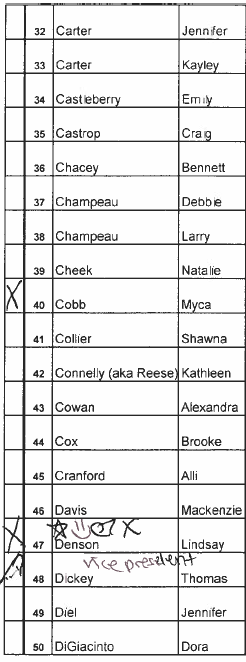 32 Carter Jennifer
33 Carter Kayley
34 Castleberry Emily
35 Castrop Craig
36 Chacey Bennett
37 Champeau Debbie
38 Champeau Larry
39 Cheek Natalie
X 40 Cobb Myca
41 Collier Shawna
42 Connelly (aka Reese) Kathleen
43 Cowan Alexandra
44 Cox Brooke
45 Cranford Alli
46 Davis Mackenzie
X
X 47 Denson Lindsay
vice president
48 Dickey Thomas
49 Diel Jennifer
50 DiGiacinto Dora